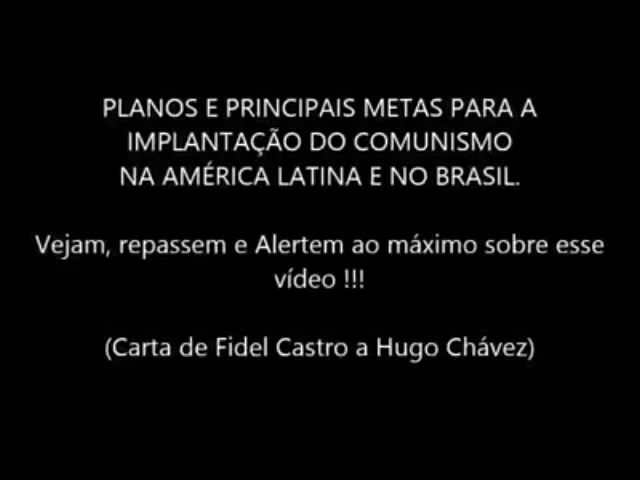 PLANOS E PRINCIPAIS METAS PARA A
IMPLANTAÇÃO DO COMUNISMO
NA AMÉRICA LATINA E NO BRASIL.
Vejam, repassem e Alertem ao máximo sobre esse
vídeo !!!
(Carta de Fidel Castro a Hugo Chávez)